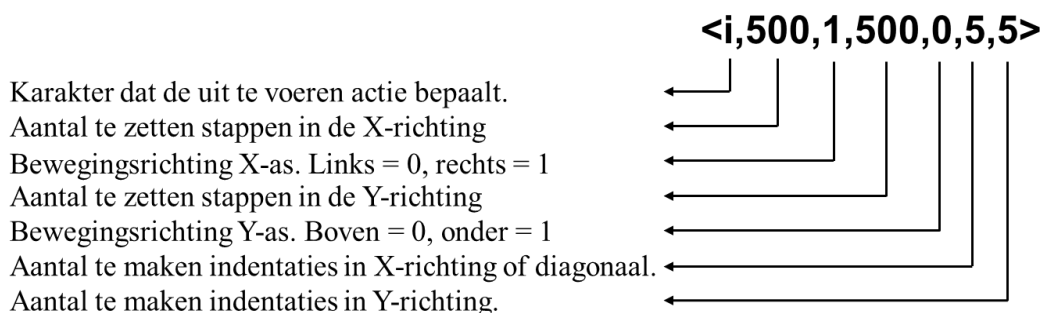 <i,500,1,500,0,5,5>
Karakter dat de uit te voeren actie bepaalt.
Aantal te zetten stappen in de X-richting
Bewegingsrichting X-as. Links = 0, rechts = 1
Aantal te zetten stappen in de Y-richting
Bewegingsrichting Y-as. Boven = 0, onder = 1
Aantal te maken indentaties in X-richting of diagonaal.
Aantal te maken indentaties in Y-richting.